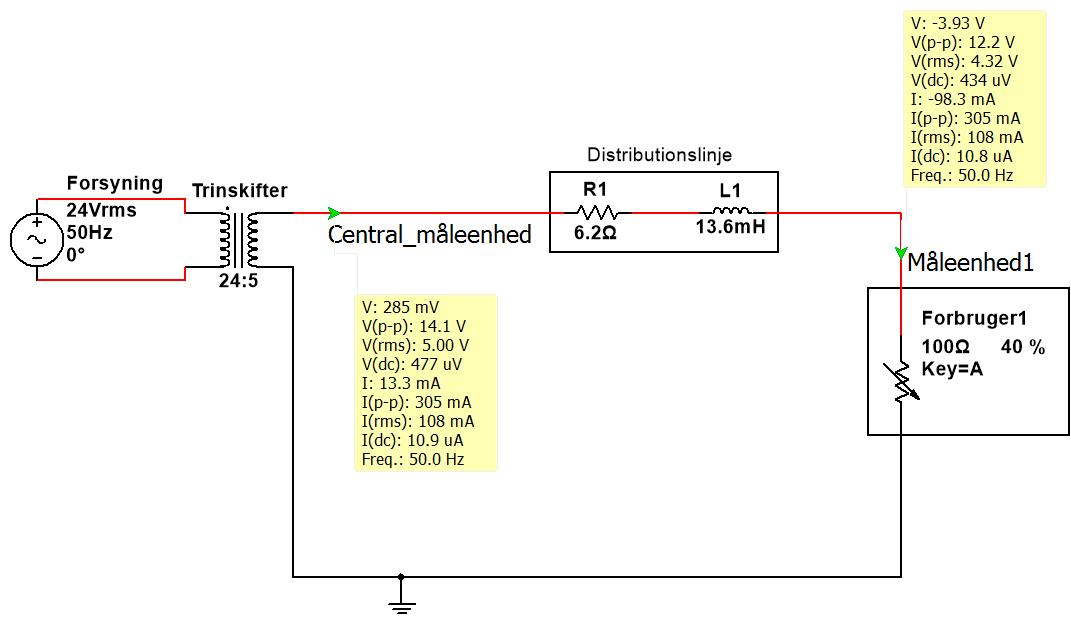 Forsyning
24Vrms
50Hz
0°
Trinskifter
24:5
Central_måleenhed
V: 285 mV
V(p-p): 14.1 V
V(rms): 5.00 V
V(dc): 477 uV
I: 13.3 mA
I(p-p): 305 mA
I(rms): 108 mA
I(dc): 10.9 uA
Freq.: 50.0 Hz
Distributionslinje
R1
6.2Ω
L1
13.6mH
V: -3.93 V
V(p-p): 12.2 V
V(rms): 4.32 V
V(dc): 434 uV
I: -98.3 mA
I(p-p): 305 mA
I(rms): 108 mA
I(dc): 10.8 uA
Freq.: 50.0 Hz
Måleenhed1
Forbruger1
100Ω 40 %
Key=A